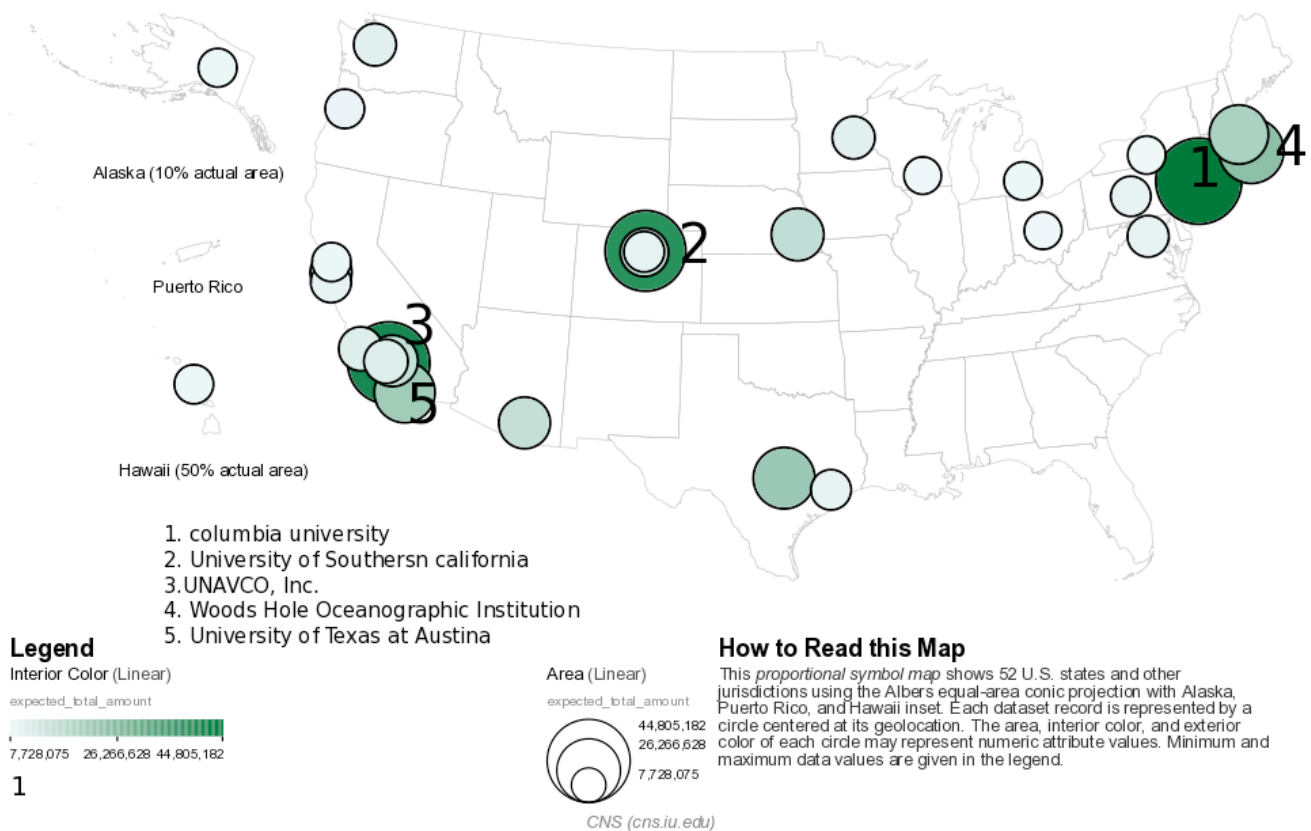 1
4
Alaska (10% actual area)
2
Puerto Rico
3
5
Hawaii (50% actual area)
1. columbia university
2. University of Southersn california
3.UNAVCO, Inc.
4. Woods Hole Oceanographic Institution
5. University of Texas at Austina
Legend
Interior Color (Linear)
expected_total_amount
7,728,075 26,266,628 44,805,182
1
Area (Linear)
expected_total_amount
44,805,182
26,266,628
7,728,075
How to Read this Map
This proportional symbol map shows 52 U.S. states and other
jurisdictions using the Albers equal-area conic projection with Alaska,
Puerto Rico, and Hawaii inset. Each dataset record is represented by a
circle centered at its geolocation. The area, interior color, and exterior
color of each circle may represent numeric attribute values. Minimum and
maximum data values are given in the legend.
CNS (cns.iu.edu)